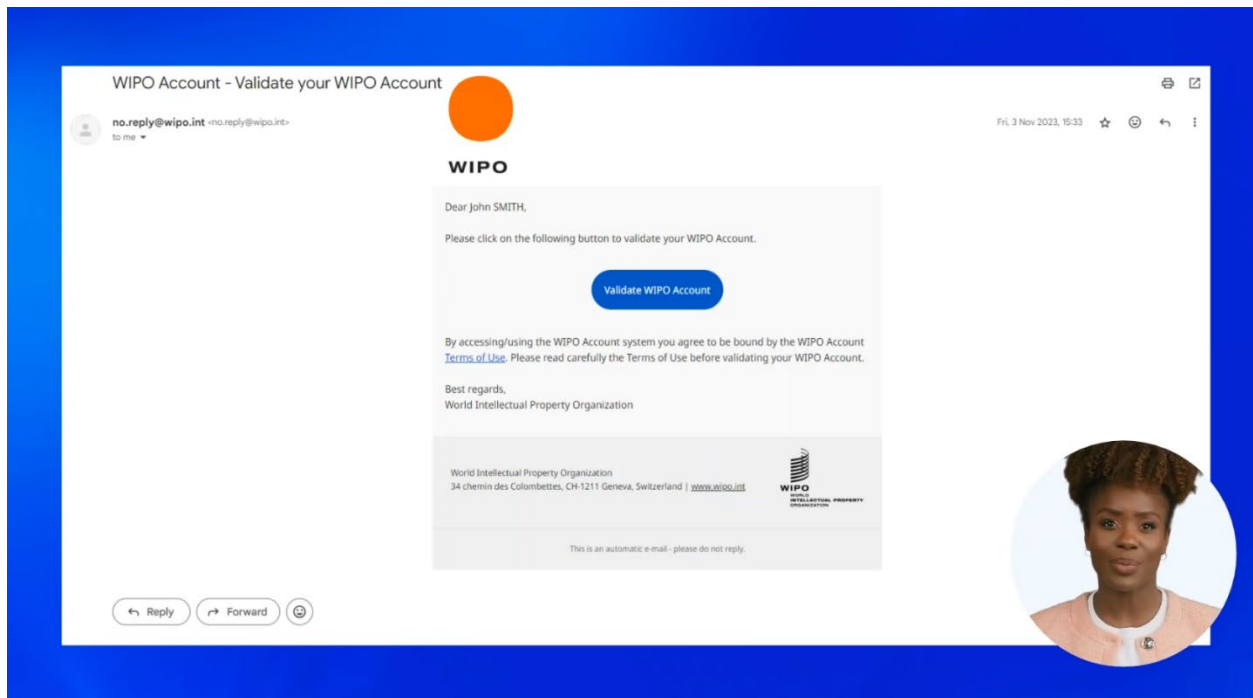 WIPO Account - Validate your WIPO Account
no.reply@wipo.int <no.reply@wipo.int>
to me
Fri, 3 Nov 2023, 15:33
WIPO
Dear John SMITH,
Please click on the following button to validate your WIPO Account.
Validate WIPO Account
By accessing/using the WIPO Account system you agree to be bound by the WIPO Account
Terms of Use. Please read carefully the Terms of Use before validating your WIPO Account.
Best regards,
World Intellectual Property Organization
World Intellectual Property Organization
34 chemin des Colombettes, CH-1211 Geneva, Switzerland | www.wipo.int
WIPO
WORLD
INTELLECTUAL PROPERTY
ORGANIZATION
This is an automatic e-mail - please do not reply.
Reply
Forward